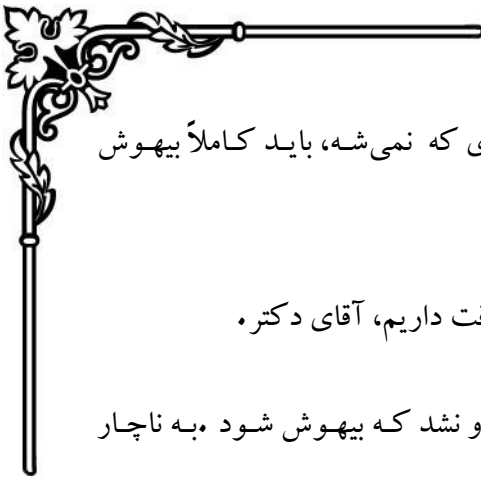 که نمی‌شه، باید کاملاً بیهوش
داریم، آقای دکتر.
نشد که بیهوش شود .به ناچار